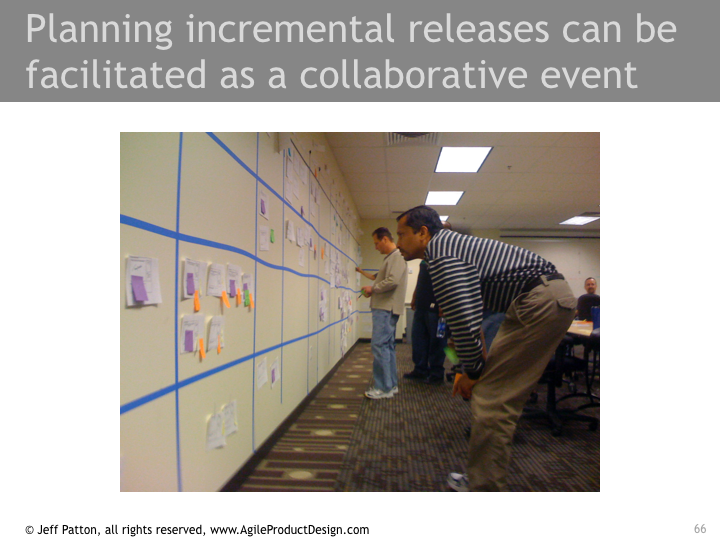 Planning incremental releases can be
facilitated as a collaborative event
© Jeff Patton, all rights reserved, www.AgileProductDesign.com
66